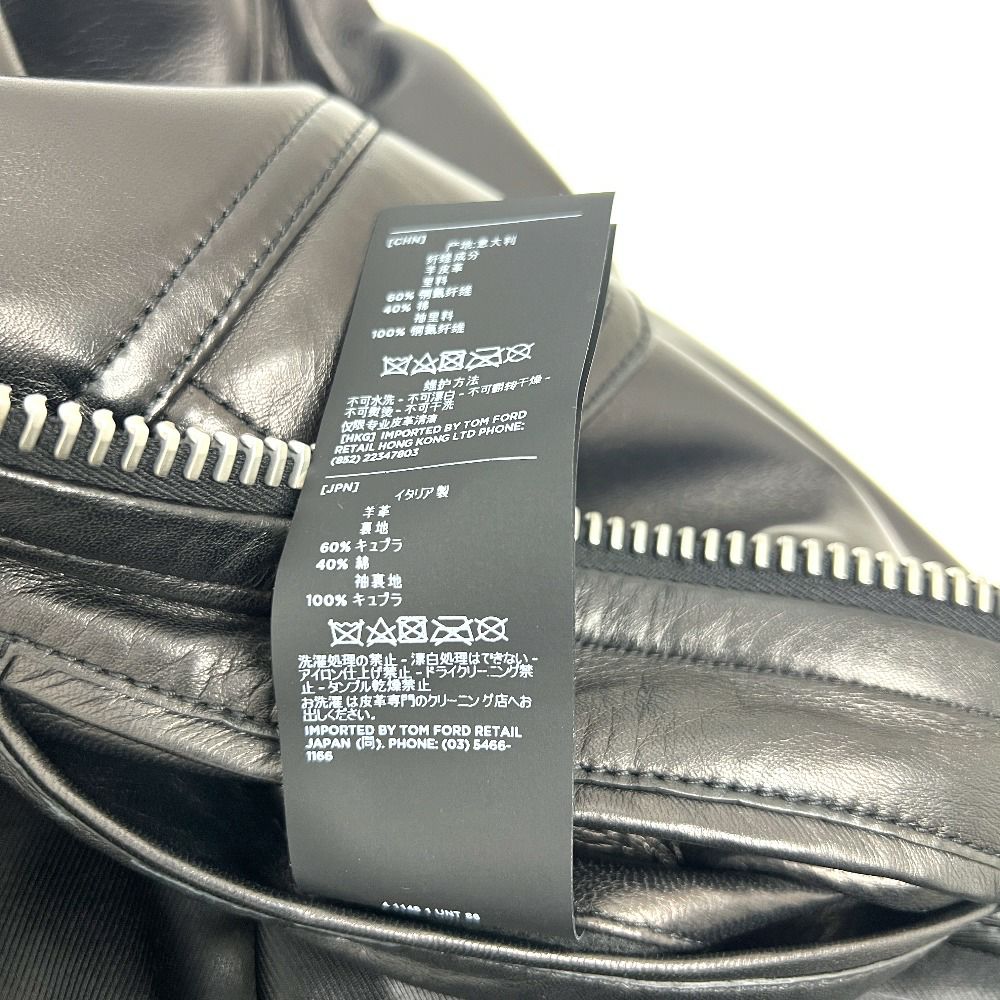 [CHN] 产地:意大利
纤维成分
羊皮革
里料
60% 铜氨纤维
40% 棉
袖里料
100% 铜氨纤维
维护方法
不可水洗 - 不可漂白 - 不可翻转干燥 -
不可熨烫 - 不可干洗
仅限专业皮革清洁
[HKG] IMPORTED BY TOM FORD
RETAIL HONG KONG LTD PHONE:
(852) 22347803
[JPN] イタリア製
羊革
裏地
60% キュプラ
40% 綿
袖裏地
100% キュプラ
洗濯処理の禁止 - 漂白処理はできない -
アイロン仕上げ禁止 - ドライクリーニング禁
止 - タンブル乾燥禁止
お洗濯は皮革専門のクリーニング店へお
出しください。
IMPORTED BY TOM FORD RETAIL
JAPAN (同). PHONE: (03) 5466-
1166